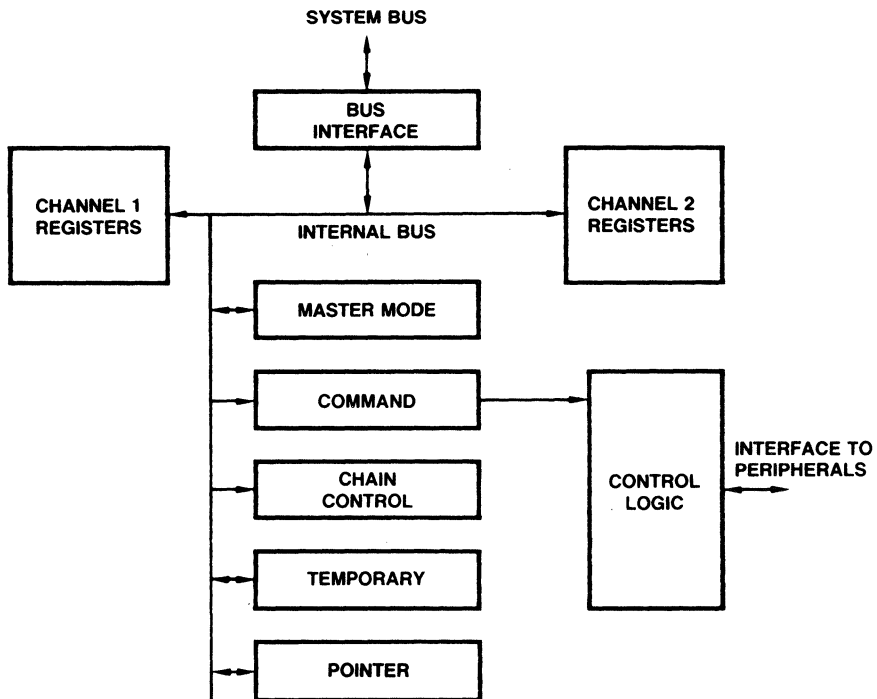 SYSTEM BUS
BUS
INTERFACE
CHANNEL 1
REGISTERS
CHANNEL 2
REGISTERS
INTERNAL BUS
MASTER MODE
COMMAND
CHAIN
CONTROL
CONTROL
LOGIC
INTERFACE TO
PERIPHERALS
TEMPORARY
POINTER